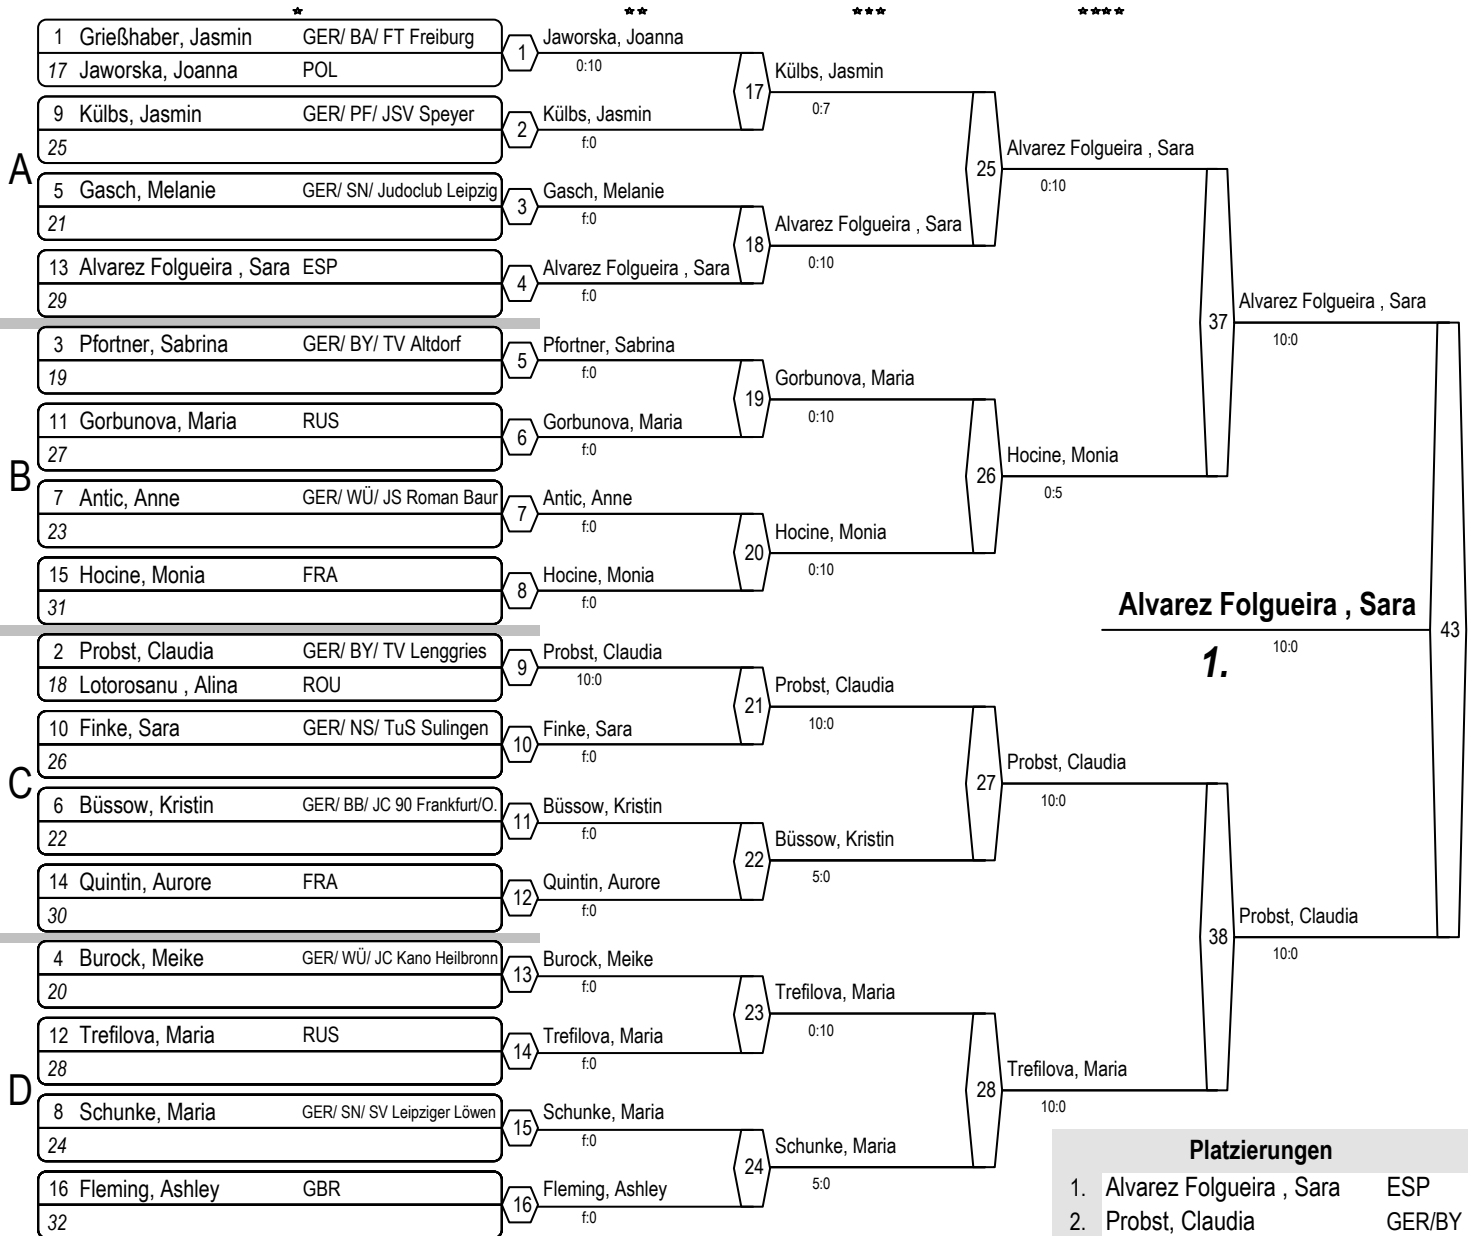 * ** *** ****
1 Grießhaber, Jasmin GER/ BA/ FT Freiburg
17 Jaworska, Joanna POL
9 Külbs, Jasmin GER/ PF/ JSV Speyer
25
A
5 Gasch, Melanie GER/ SN/ Judoclub Leipzig
21
13 Alvarez Folgueira , Sara ESP
29
3 Pfortner, Sabrina GER/ BY/ TV Altdorf
19
11 Gorbunova, Maria RUS
27
B
7 Antic, Anne GER/ WÜ/ JS Roman Baur
23
15 Hocine, Monia FRA
31
2 Probst, Claudia GER/ BY/ TV Lenggries
18 Lotorosanu , Alina ROU
10 Finke, Sara GER/ NS/ TuS Sulingen
26
C
6 Büssow, Kristin GER/ BB/ JC 90 Frankfurt/O.
22
14 Quintin, Aurore FRA
30
4 Burock, Meike GER/ WÜ/ JC Kano Heilbronn
20
12 Trefilova, Maria RUS
28
D
8 Schunke, Maria GER/ SN/ SV Leipziger Löwen
24
16 Fleming, Ashley GBR
32
1 Jaworska, Joanna
0:10
2 Külbs, Jasmin
f:0
3 Gasch, Melanie
f:0
4 Alvarez Folgueira , Sara
f:0
5 Pfortner, Sabrina
f:0
6 Gorbunova, Maria
f:0
7 Antic, Anne
f:0
8 Hocine, Monia
f:0
9 Probst, Claudia
10:0
10 Finke, Sara
f:0
11 Büssow, Kristin
f:0
12 Quintin, Aurore
f:0
13 Burock, Meike
f:0
14 Trefilova, Maria
f:0
15 Schunke, Maria
f:0
16 Fleming, Ashley
f:0
17 Külbs, Jasmin
0:7
18 Alvarez Folgueira , Sara
0:10
19 Gorbunova, Maria
0:10
20 Hocine, Monia
0:10
21 Probst, Claudia
10:0
22 Büssow, Kristin
5:0
23 Trefilova, Maria
0:10
24 Schunke, Maria
5:0
25 Alvarez Folgueira , Sara
0:10
26 Hocine, Monia
0:5
27 Probst, Claudia
10:0
28 Trefilova, Maria
10:0
37 Alvarez Folgueira , Sara
10:0
38 Probst, Claudia
10:0
Alvarez Folgueira , Sara 43
10:0
1.
Platzierungen
1. Alvarez Folgueira , Sara ESP
2. Probst, Claudia GER/BY